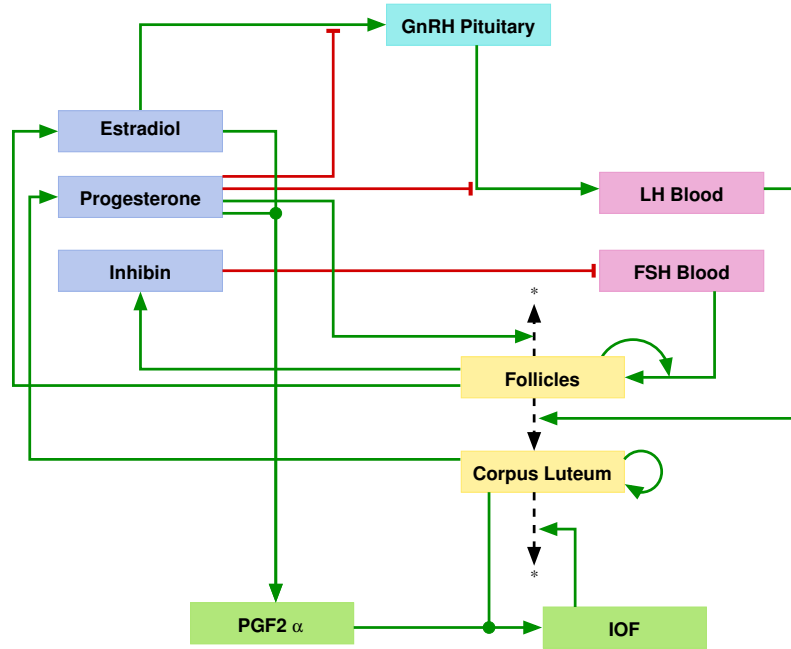 GnRH Pituitary
Estradiol
Progesterone
LH Blood
Inhibin
FSH Blood
*
Follicles
Corpus Luteum
*
PGF2 α
IOF